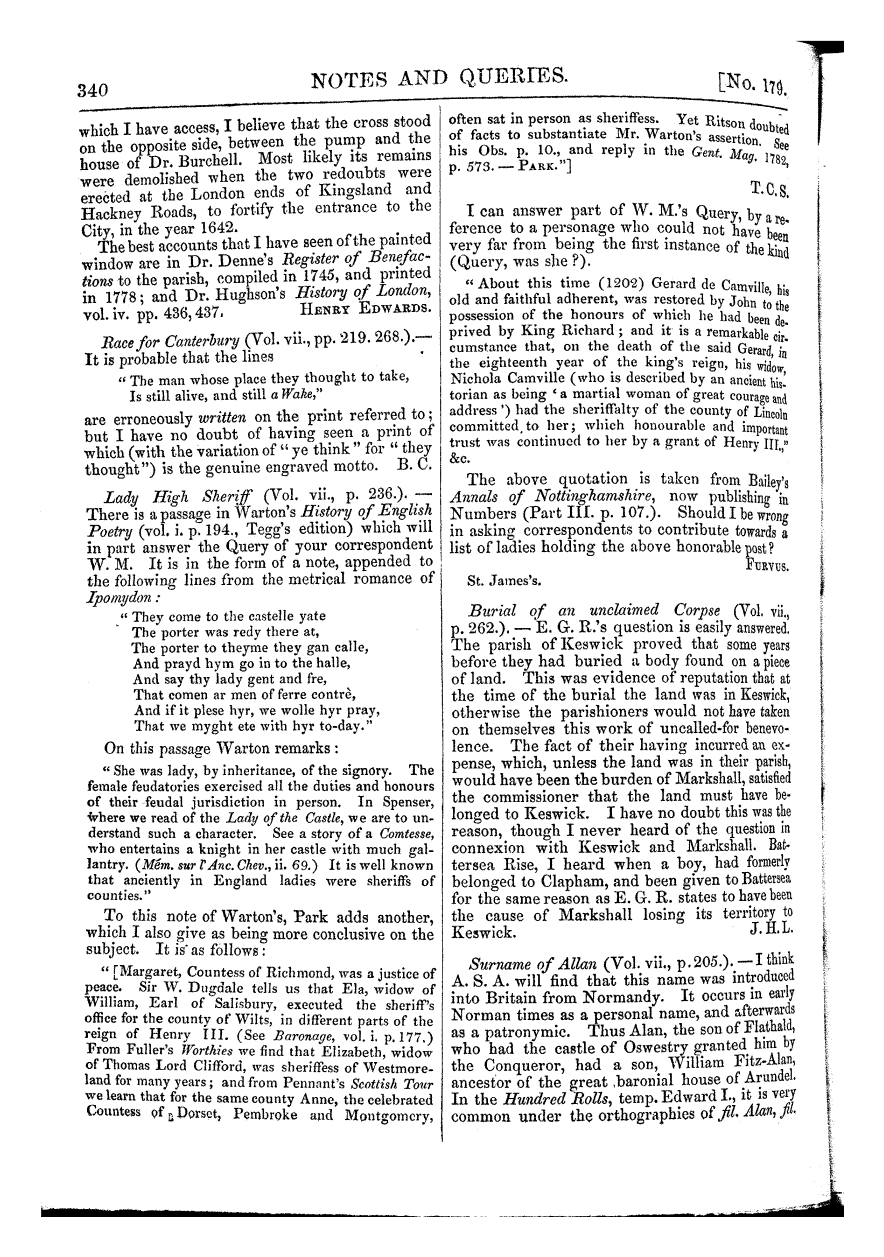 340
NOTES AND QUERIES.
[No. 179.
which I have access, I believe that the cross stood
on the opposite side, between the pump and the
house of Dr. Burchell. Most likely its remains
were demolished when the two redoubts were
erected at the London ends of Kingsland and
Hackney Roads, to fortify the entrance to the
City, in the year 1642.
The best accounts that I have seen of the painted
window are in Dr. Denne's Register of Benefac-
tions to the parish, compiled in 1745, and printed
in 1778; and Dr. Hughson's History of London,
vol. iv. pp. 436, 437. HENRY EDWARDS.
Race for Canterbury (Vol. vii., pp. 219. 268.).—
It is probable that the lines
"The man whose place they thought to take,
Is still alive, and still a Wake,"
are erroneously written on the print referred to;
but I have no doubt of having seen a print of
which (with the variation of "ye think" for "they
thought") is the genuine engraved motto. B. C.
Lady High Sheriff (Vol. vii., p. 236.). —
There is a passage in Warton's History of English
Poetry (vol. i. p. 194., Tegg's edition) which will
in part answer the Query of your correspondent
W. M. It is in the form of a note, appended to
the following lines from the metrical romance of
Ipomydon:
"They come to the castelle yate
The porter was redy there at,
The porter to theyme they gan calle,
And prayd hym go in to the halle,
And say thy lady gent and fre,
That comen ar men of ferre contrè,
And if it plese hyr, we wolle hyr pray,
That we myght ete with hyr to-day."
On this passage Warton remarks:
"She was lady, by inheritance, of the signory. The
female feudatories exercised all the duties and honours
of their feudal jurisdiction in person. In Spenser,
where we read of the Lady of the Castle, we are to un-
derstand such a character. See a story of a Comtesse,
who entertains a knight in her castle with much gal-
lantry. (Mém. sur l'Anc. Chev., ii. 69.) It is well known
that anciently in England ladies were sheriffs of
counties."
To this note of Warton's, Park adds another,
which I also give as being more conclusive on the
subject. It is as follows:
"[Margaret, Countess of Richmond, was a justice of
peace. Sir W. Dugdale tells us that Ela, widow of
William, Earl of Salisbury, executed the sheriff's
office for the county of Wilts, in different parts of the
reign of Henry III. (See Baronage, vol. i. p. 177.)
From Fuller's Worthies we find that Elizabeth, widow
of Thomas Lord Clifford, was sheriffess of Westmore-
land for many years; and from Pennant's Scottish Tour
we learn that for the same county Anne, the celebrated
Countess of Dorset, Pembroke and Montgomery,
often sat in person as sheriffess. Yet Ritson doubted
of facts to substantiate Mr. Warton's assertion. See
his Obs. p. 10., and reply in the Gent. Mag. 1782,
p. 573. — PARK."]
T. C. S.
I can answer part of W. M.'s Query, by a re-
ference to a personage who could not have been
very far from being the first instance of the kind
(Query, was she?).
"About this time (1202) Gerard de Camville, his
old and faithful adherent, was restored by John to the
possession of the honours of which he had been de-
prived by King Richard; and it is a remarkable cir-
cumstance that, on the death of the said Gerard, in
the eighteenth year of the king's reign, his widow,
Nichola Camville (who is described by an ancient his-
torian as being 'a martial woman of great courage and
address') had the sheriffalty of the county of Lincoln
committed to her; which honourable and important
trust was continued to her by a grant of Henry III.,"
&c.
The above quotation is taken from Bailey's
Annals of Nottinghamshire, now publishing in
Numbers (Part III. p. 107.). Should I be wrong
in asking correspondents to contribute towards a
list of ladies holding the above honorable post?
FURVUS.
St. James's.
Burial of an unclaimed Corpse (Vol. vii.,
p. 262.). — E. G. R.'s question is easily answered.
The parish of Keswick proved that some years
before they had buried a body found on a piece
of land. This was evidence of reputation that at
the time of the burial the land was in Keswick,
otherwise the parishioners would not have taken
on themselves this work of uncalled-for benevo-
lence. The fact of their having incurred an ex-
pense, which, unless the land was in their parish,
would have been the burden of Markshall, satisfied
the commissioner that the land must have be-
longed to Keswick. I have no doubt this was the
reason, though I never heard of the question in
connexion with Keswick and Markshall. Bat-
tersea Rise, I heard when a boy, had formerly
belonged to Clapham, and been given to Battersea
for the same reason as E. G. R. states to have been
the cause of Markshall losing its territory to
Keswick. J. H. L.
Surname of Allan (Vol. vii., p. 205.). — I think
A. S. A. will find that this name was introduced
into Britain from Normandy. It occurs in early
Norman times as a personal name, and afterwards
as a patronymic. Thus Alan, the son of Flathald,
who had the castle of Oswestry granted him by
the Conqueror, had a son, William Fitz-Alan,
ancestor of the great baronial house of Arundel.
In the Hundred Rolls, temp. Edward I., it is very
common under the orthographies of fil. Alan, fil.